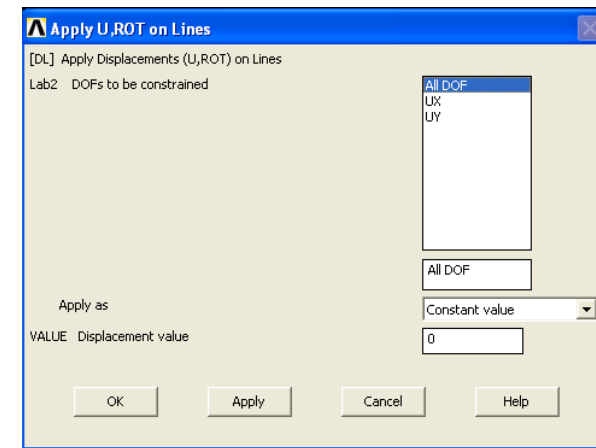 Apply U,ROT on Lines
[DL] Apply Displacements (U,ROT) on Lines
Lab2 DOFs to be constrained
All DOF
UX
UY
All DOF
Apply as Constant value
VALUE Displacement value 0
OK Apply Cancel Help